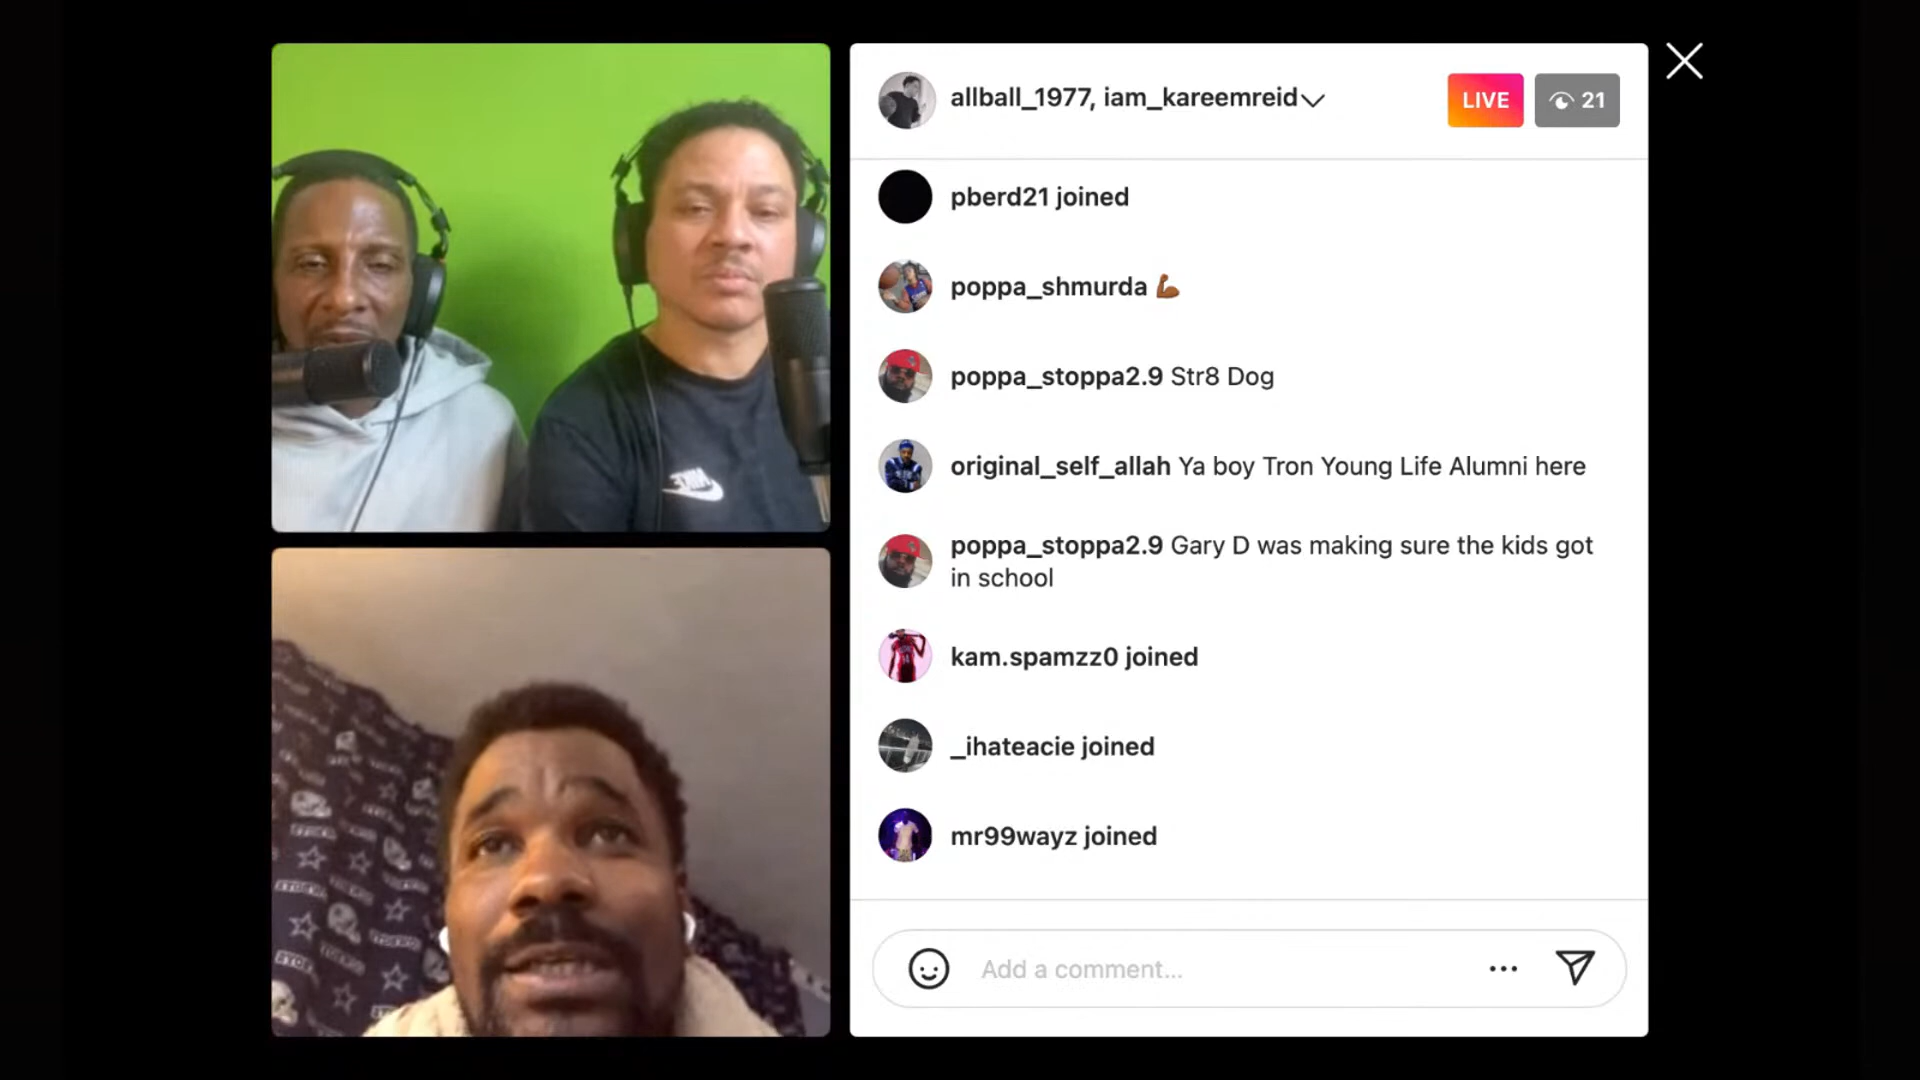 allball_1977, iam_kareemreid
LIVE
21
pberd21 joined
poppa_shmurda 💪🏾
poppa_stoppa2.9 Str8 Dog
original_self_allah Ya boy Tron Young Life Alumni here
poppa_stoppa2.9 Gary D was making sure the kids got
in school
kam.spamzz0 joined
_ihateacie joined
mr99wayz joined
Add a comment...
NIKE